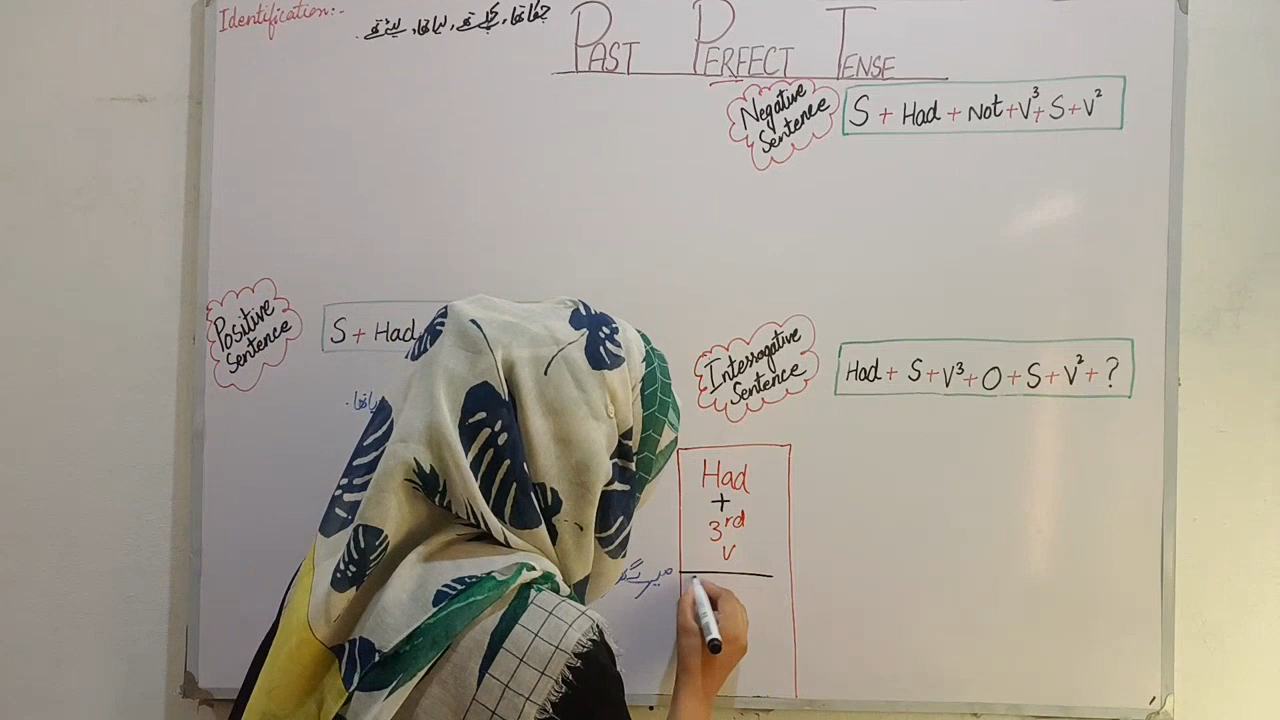 Identification:-
چکا تھا، چکے تھے، لیا تھا، لیئے تھے.
PAST PERFECT TENSE
Negative
Sentence
S + Had + Not + V³ + S + V²
Positive
Sentence
S + Had
Interrogative
Sentence
Had + S + V³ + O + S + V² + ?
Had
+
3rd
V